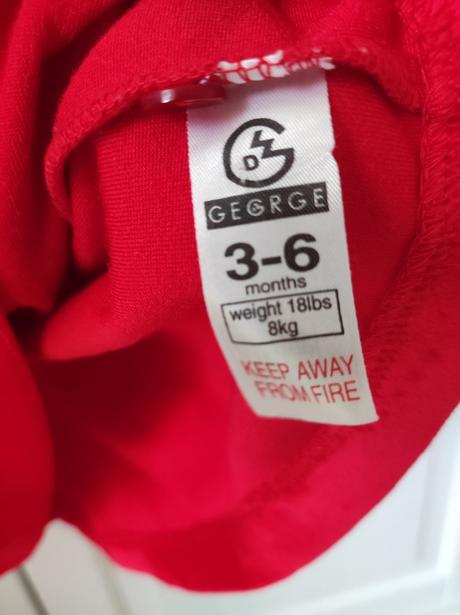 GEORGE
3-6
months
weight 18lbs
8kg
KEEP AWAY
FROM FIRE